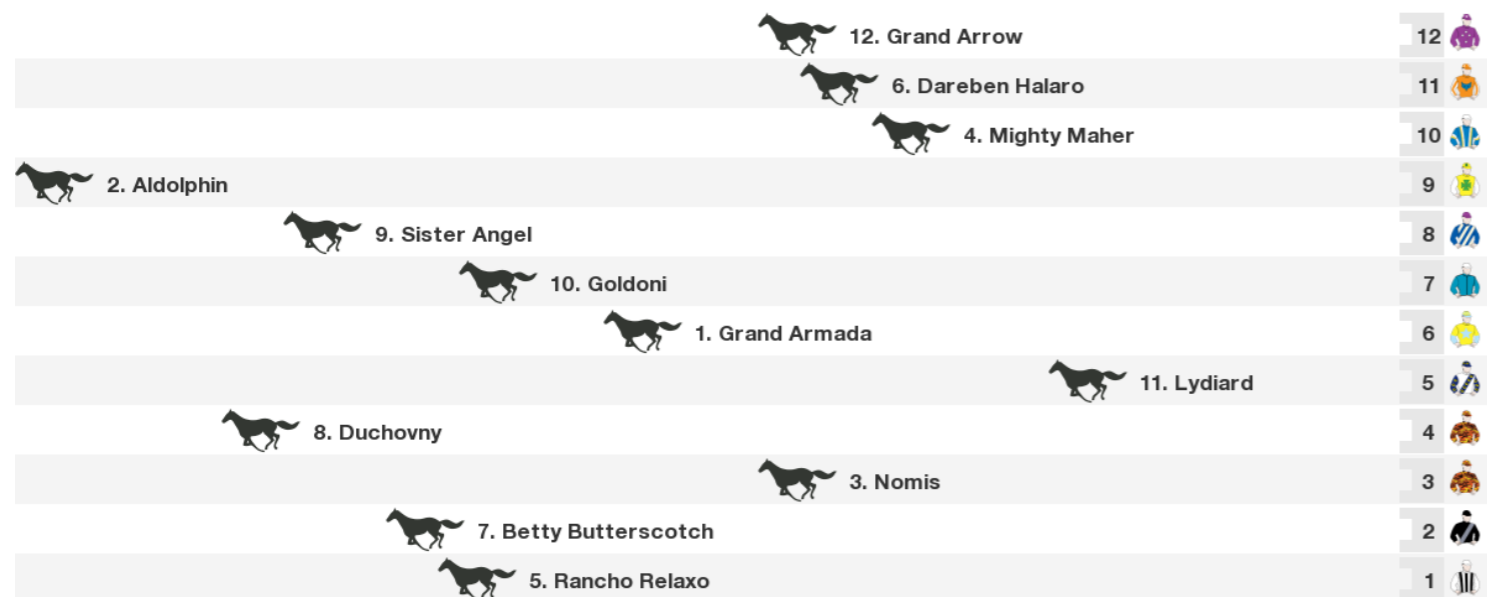 12. Grand Arrow 12
6. Dareben Halaro 11
4. Mighty Maher 10
2. Aldolphin 9
9. Sister Angel 8
10. Goldoni 7
1. Grand Armada 6
11. Lydiard 5
8. Duchovny 4
3. Nomis 3
7. Betty Butterscotch 2
5. Rancho Relaxo 1